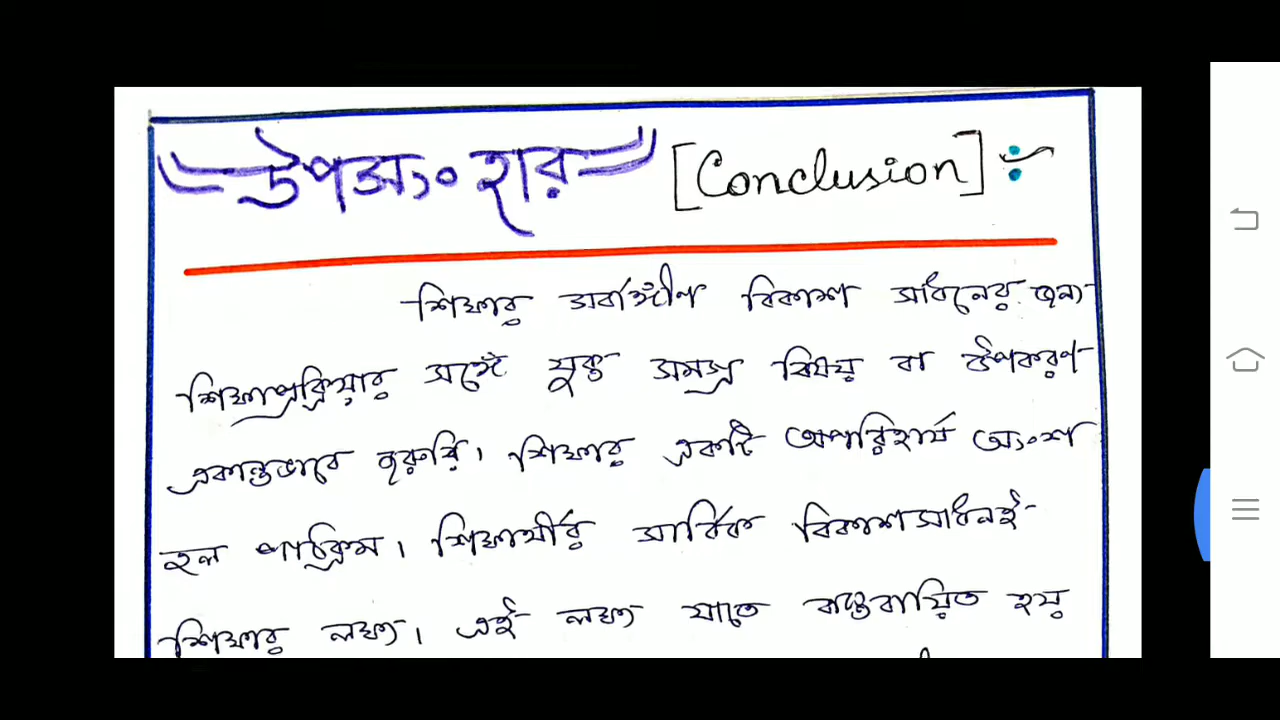 উপসংহার [Conclusion] :-
শিক্ষার সর্বাঙ্গীণ বিকাশ সাধনের জন্য
শিক্ষাপ্রক্রিয়ার সঙ্গে যুক্ত সমস্ত বিষয় বা উপকরণ
একান্তভাবে জরুরি। শিক্ষার একটি অপরিহার্য অংশ
হল পাঠক্রম। শিক্ষার্থীর সার্বিক বিকাশসাধনই
শিক্ষার লক্ষ্য। এই লক্ষ্য যাতে বাস্তবায়িত হয়